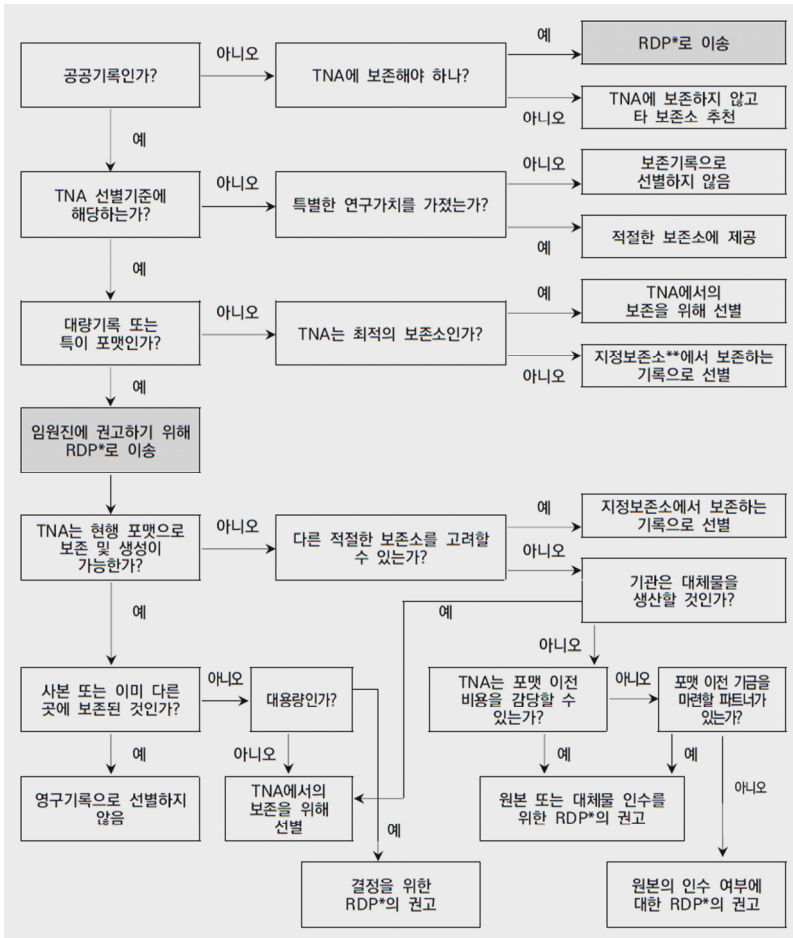 예
RDP*로 이송
아니오
공공기록인가?
TNA에 보존해야 하나?
TNA에 보존하지 않고
타 보존소 추천
아니오
예
아니오
보존기록으로
선별하지 않음
아니오
TNA 선별기준에
해당하는가?
특별한 연구가치를 가졌는가?
적절한 보존소에 제공
예
예
예
TNA에서의
보존을 위해 선별
아니오
대량기록 또는
특이 포맷인가?
TNA는 최적의 보존소인가?
지정보존소**에서 보존하는
기록으로 선별
아니오
예
임원진에 권고하기 위해
RDP*로 이송
예
지정보존소에서 보존하는
기록으로 선별
아니오
TNA는 현행 포맷으로
보존 및 생성이
가능한가?
다른 적절한 보존소를 고려할
수 있는가?
아니오
기관은 대체물을
생산할 것인가?
예
예
아니오
사본 또는 이미 다른
곳에 보존된 것인가?
아니오
대용량인가?
TNA는 포맷 이전
비용을 감당할 수
있는가?
아니오
포맷 이전 기금을
마련할 파트너가
있는가?
예
아니오
예
예
영구기록으로 선별하지
않음
TNA에서의
보존을 위해
선별
예
원본 또는 대체물 인수를
위한 RDP*의 권고
아니오
결정을 위한
RDP*의 권고
원본의 인수 여부에
대한 RDP*의 권고